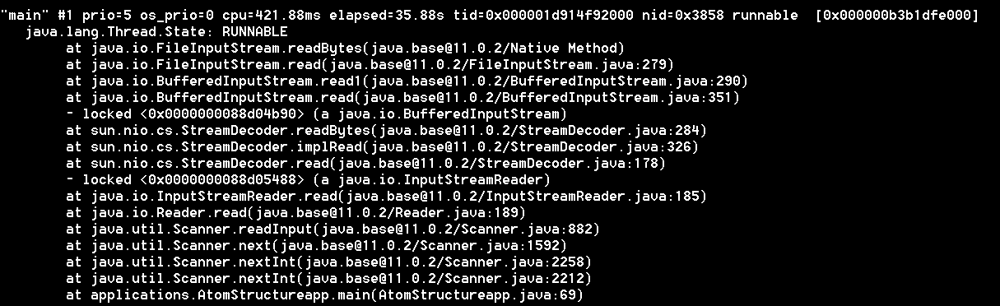 "main" #1 prio=5 os_prio=0 cpu=421.88ms elapsed=35.88s tid=0x000001d914f92000 nid=0x3858 runnable  [0x000000b3b1dfe000]
   java.lang.Thread.State: RUNNABLE
        at java.io.FileInputStream.readBytes(java.base@11.0.2/Native Method)
        at java.io.FileInputStream.read(java.base@11.0.2/FileInputStream.java:279)
        at java.io.BufferedInputStream.read1(java.base@11.0.2/BufferedInputStream.java:290)
        at java.io.BufferedInputStream.read(java.base@11.0.2/BufferedInputStream.java:351)
        - locked <0x0000000088d04b90> (a java.io.BufferedInputStream)
        at sun.nio.cs.StreamDecoder.readBytes(java.base@11.0.2/StreamDecoder.java:284)
        at sun.nio.cs.StreamDecoder.implRead(java.base@11.0.2/StreamDecoder.java:326)
        at sun.nio.cs.StreamDecoder.read(java.base@11.0.2/StreamDecoder.java:178)
        - locked <0x0000000088d05488> (a java.io.InputStreamReader)
        at java.io.InputStreamReader.read(java.base@11.0.2/InputStreamReader.java:185)
        at java.io.Reader.read(java.base@11.0.2/Reader.java:189)
        at java.util.Scanner.readInput(java.base@11.0.2/Scanner.java:882)
        at java.util.Scanner.next(java.base@11.0.2/Scanner.java:1592)
        at java.util.Scanner.nextInt(java.base@11.0.2/Scanner.java:2258)
        at java.util.Scanner.nextInt(java.base@11.0.2/Scanner.java:2212)
        at applications.AtomStructureapp.main(AtomStructureapp.java:69)